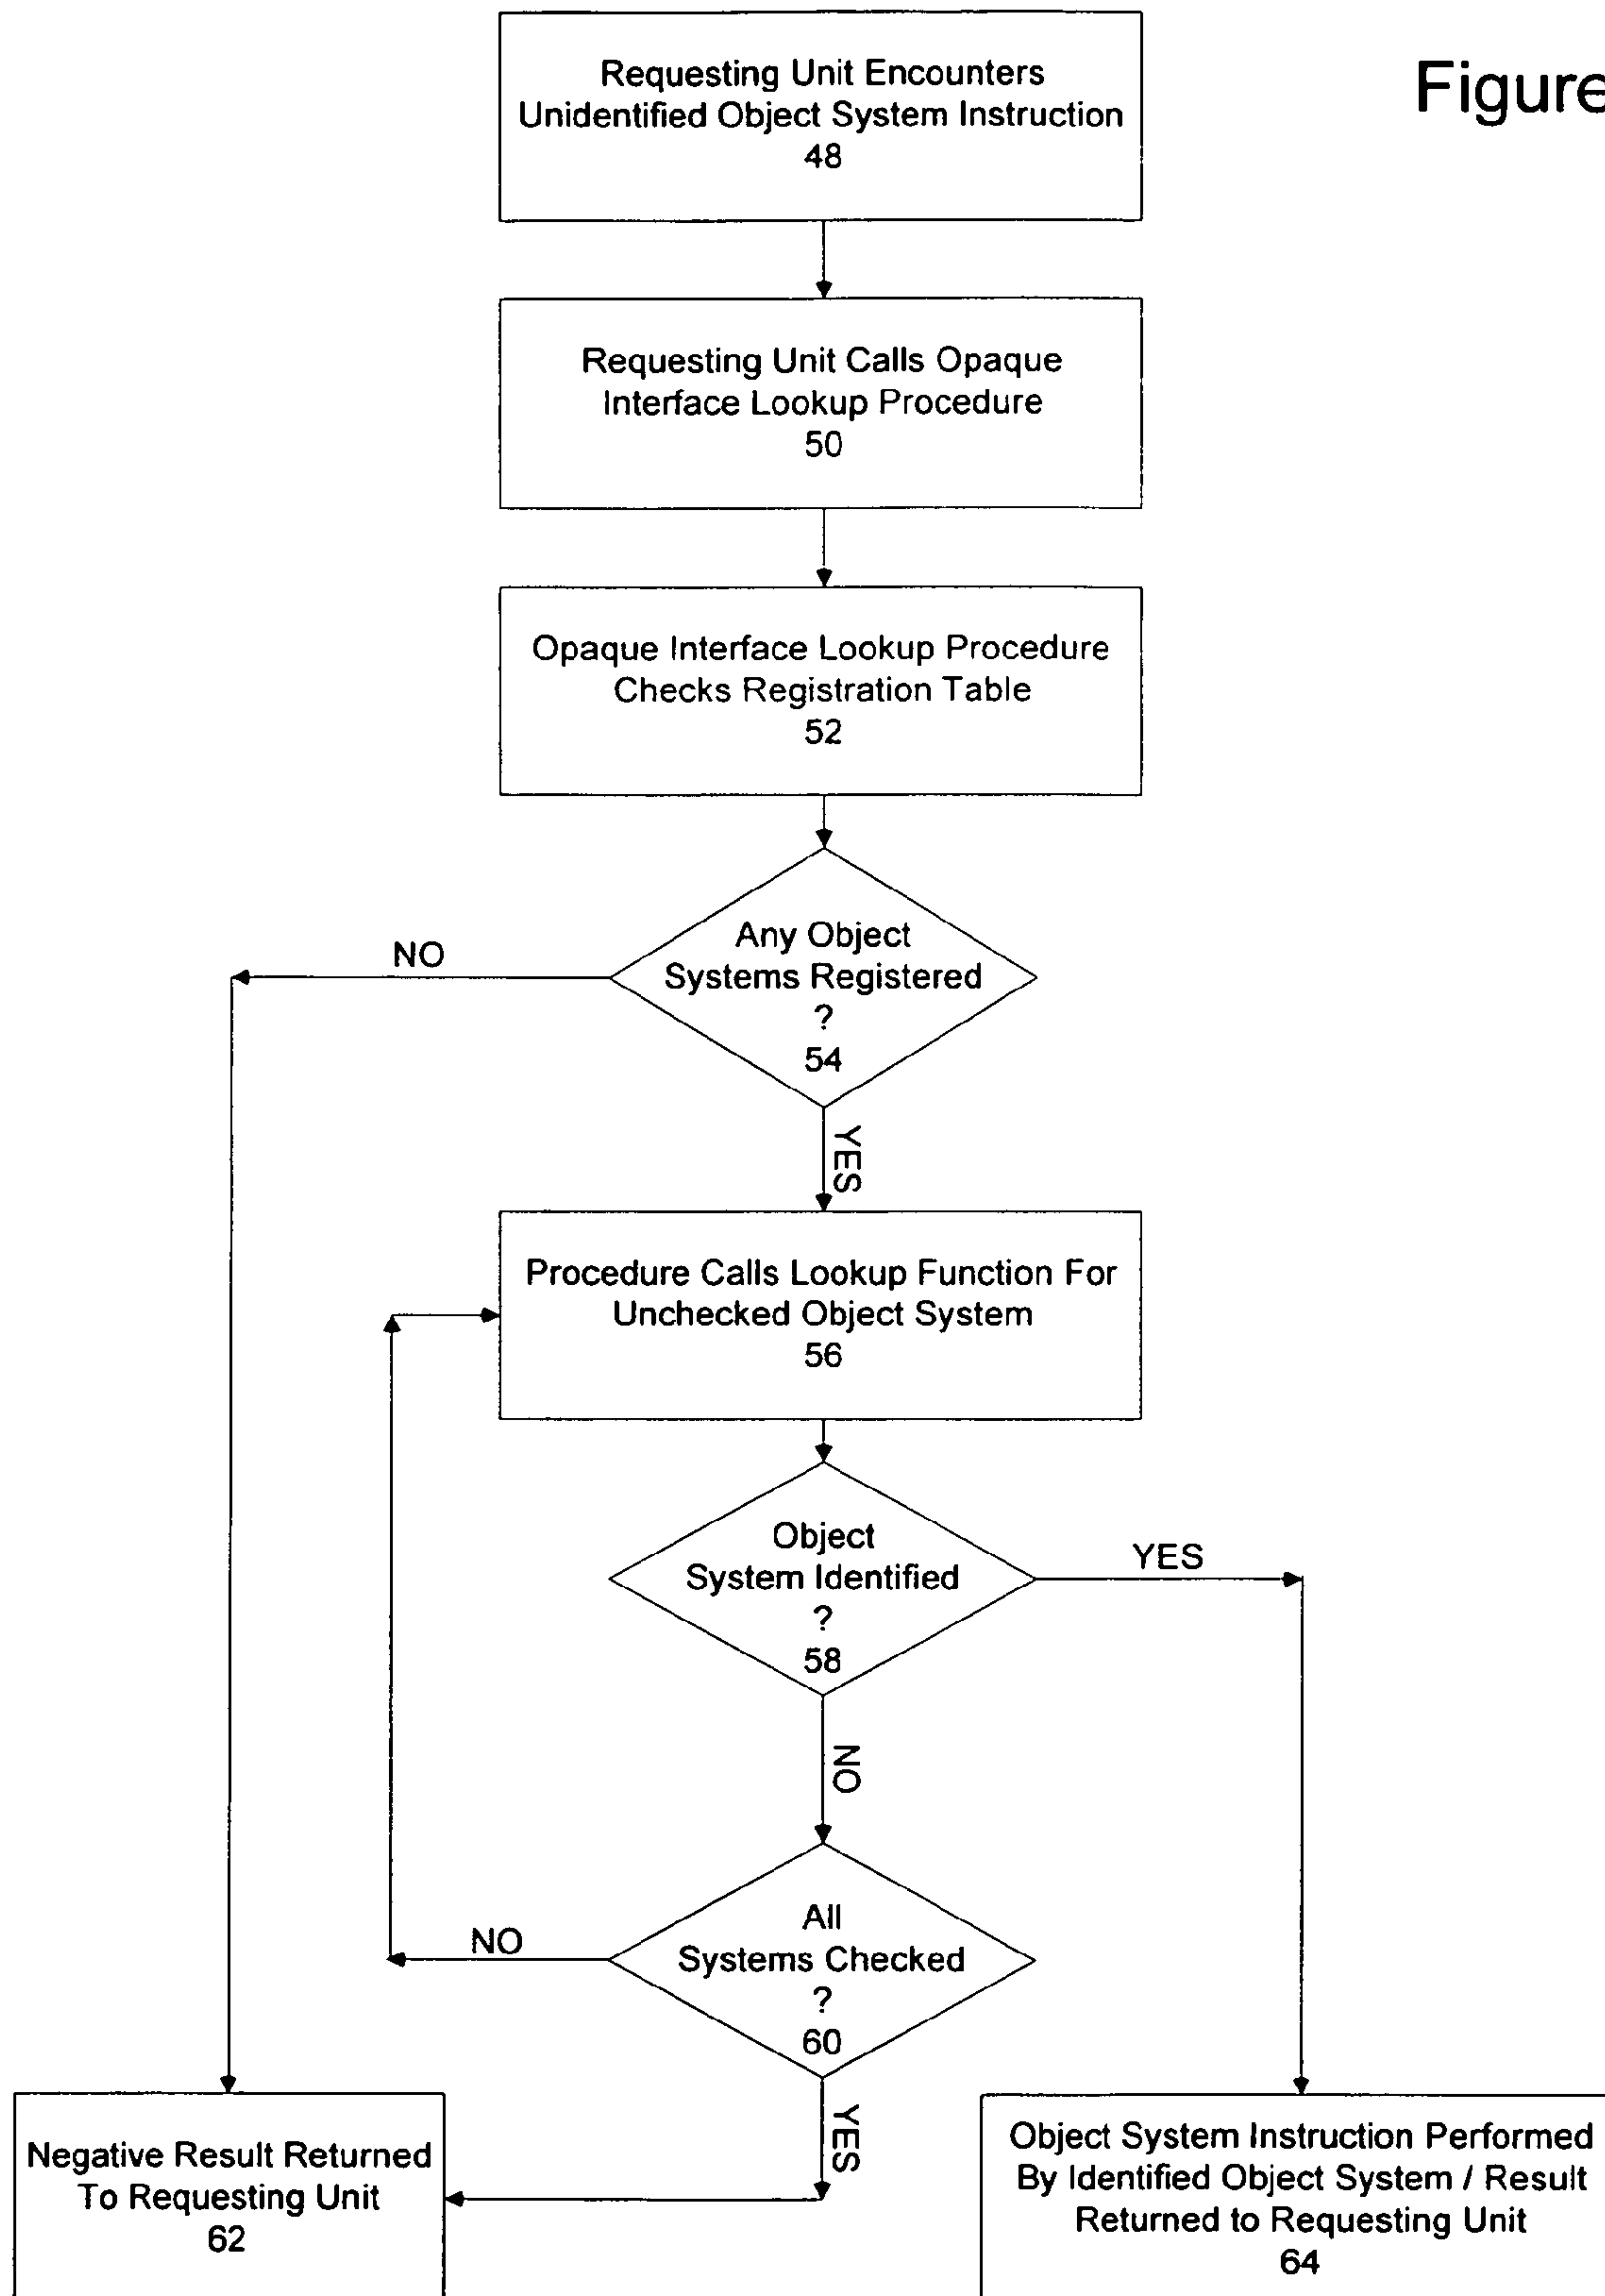 Figure
Requesting Unit Encounters
Unidentified Object System Instruction
48
Requesting Unit Calls Opaque
Interface Lookup Procedure
50
Opaque Interface Lookup Procedure
Checks Registration Table
52
Any Object
Systems Registered
?
54
NO
YES
Procedure Calls Lookup Function For
Unchecked Object System
56
Object
System Identified
?
58
YES
NO
All
Systems Checked
?
60
NO
YES
Negative Result Returned
To Requesting Unit
62
Object System Instruction Performed
By Identified Object System / Result
Returned to Requesting Unit
64